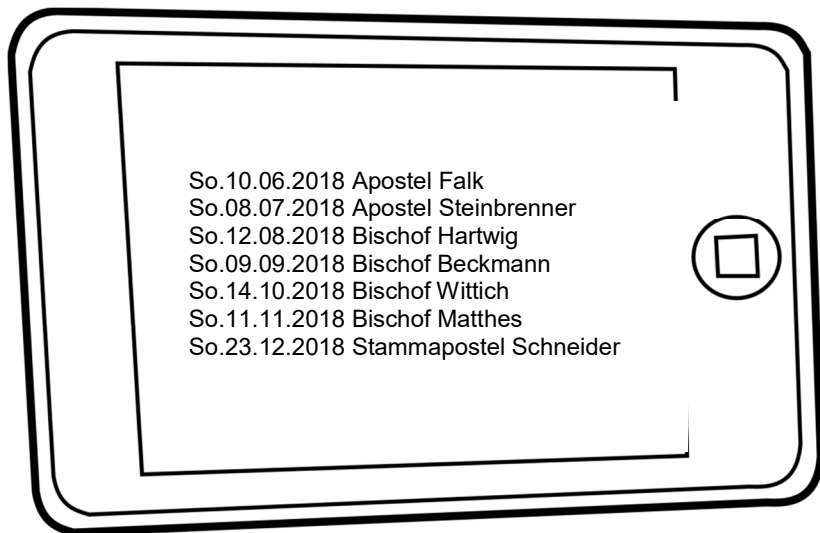 So.10.06.2018 Apostel Falk
So.08.07.2018 Apostel Steinbrenner
So.12.08.2018 Bischof Hartwig
So.09.09.2018 Bischof Beckmann
So.14.10.2018 Bischof Wittich
So.11.11.2018 Bischof Matthes
So.23.12.2018 Stammapostel Schneider